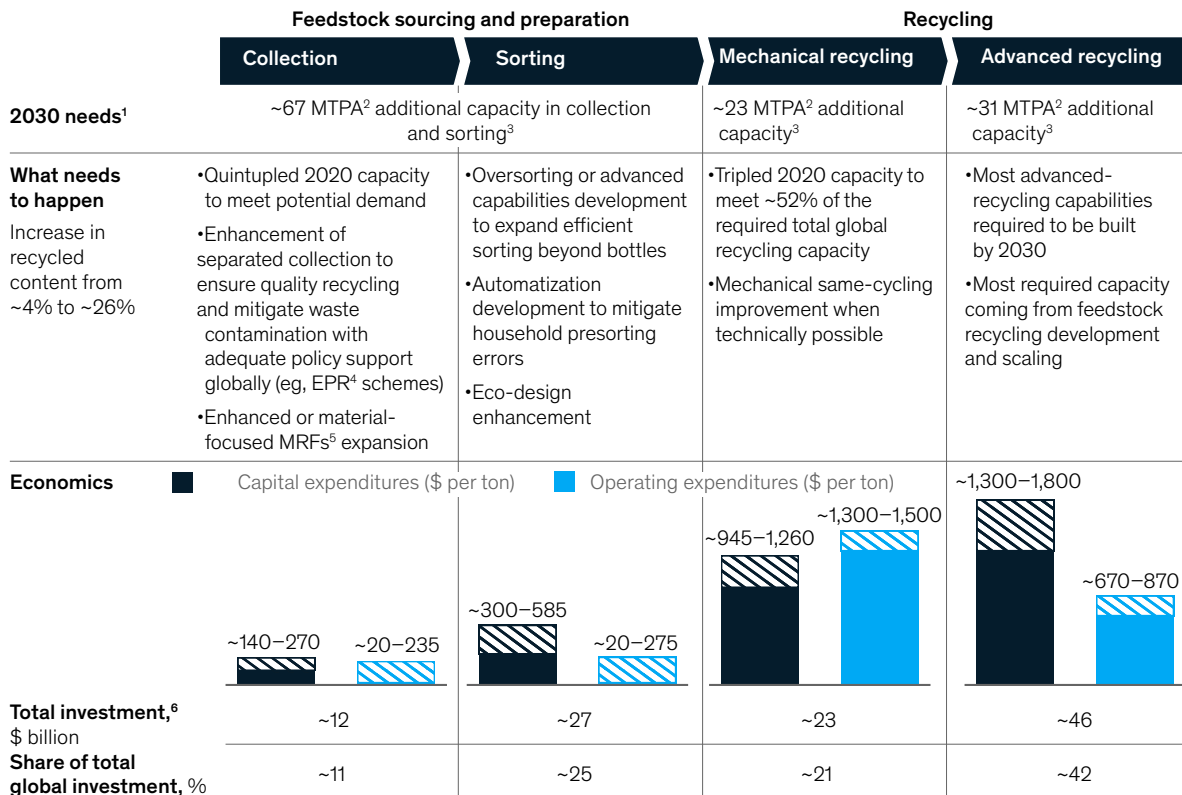 Feedstock sourcing and preparation
Recycling
Collection
Sorting
Mechanical recycling
Advanced recycling
2030 needs¹
~67 MTPA² additional capacity in collection
and sorting³
~23 MTPA² additional
capacity³
~31 MTPA² additional
capacity³
What needs
to happen
Increase in
recycled
content from
~4% to ~26%
•Quintupled 2020 capacity
to meet potential demand
•Enhancement of
separated collection to
ensure quality recycling
and mitigate waste
contamination with
adequate policy support
globally (eg, EPR⁴ schemes)
•Enhanced or material-
focused MRFs⁵ expansion
•Oversorting or advanced
capabilities development
to expand efficient
sorting beyond bottles
•Automatization
development to mitigate
household presorting
errors
•Eco-design
enhancement
•Tripled 2020 capacity to
meet ~52% of the
required total global
recycling capacity
•Mechanical same-cycling
improvement when
technically possible
•Most advanced-
recycling capabilities
required to be built
by 2030
•Most required capacity
coming from feedstock
recycling development
and scaling
Economics
Capital expenditures ($ per ton)
Operating expenditures ($ per ton)
~140–270
~20–235
~300–585
~20–275
~945–1,260
~1,300–1,500
~1,300–1,800
~670–870
Total investment,⁶
$ billion
~12
~27
~23
~46
Share of total
global investment, %
~11
~25
~21
~42